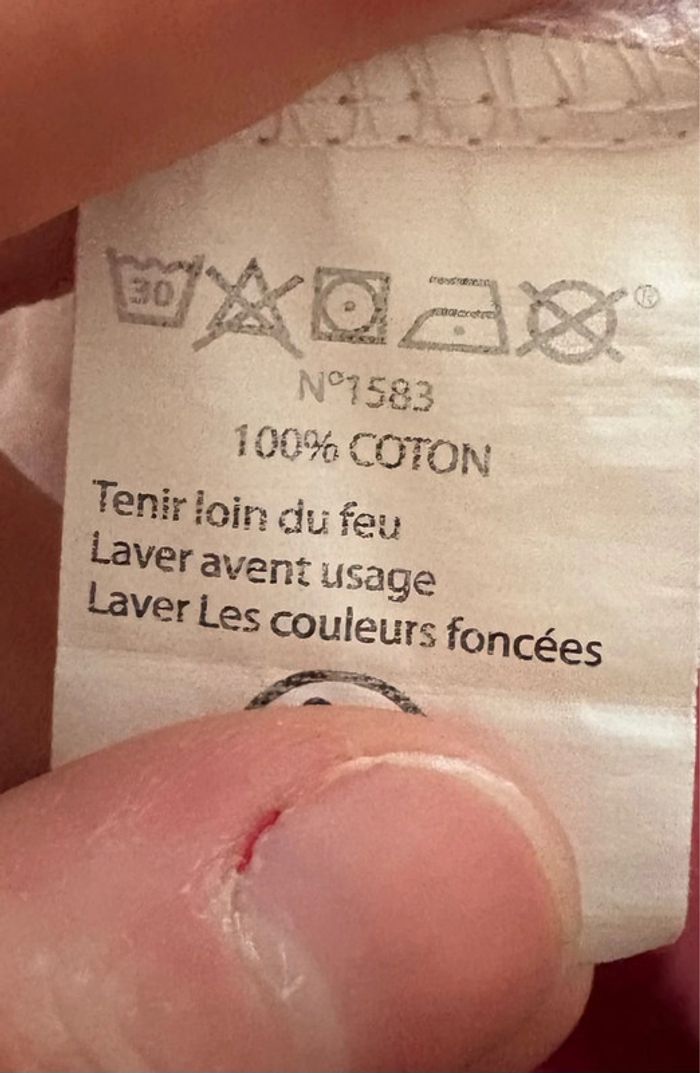 30
®
N°1583
100% COTON
Tenir loin du feu
Laver avent usage
Laver Les couleurs foncées